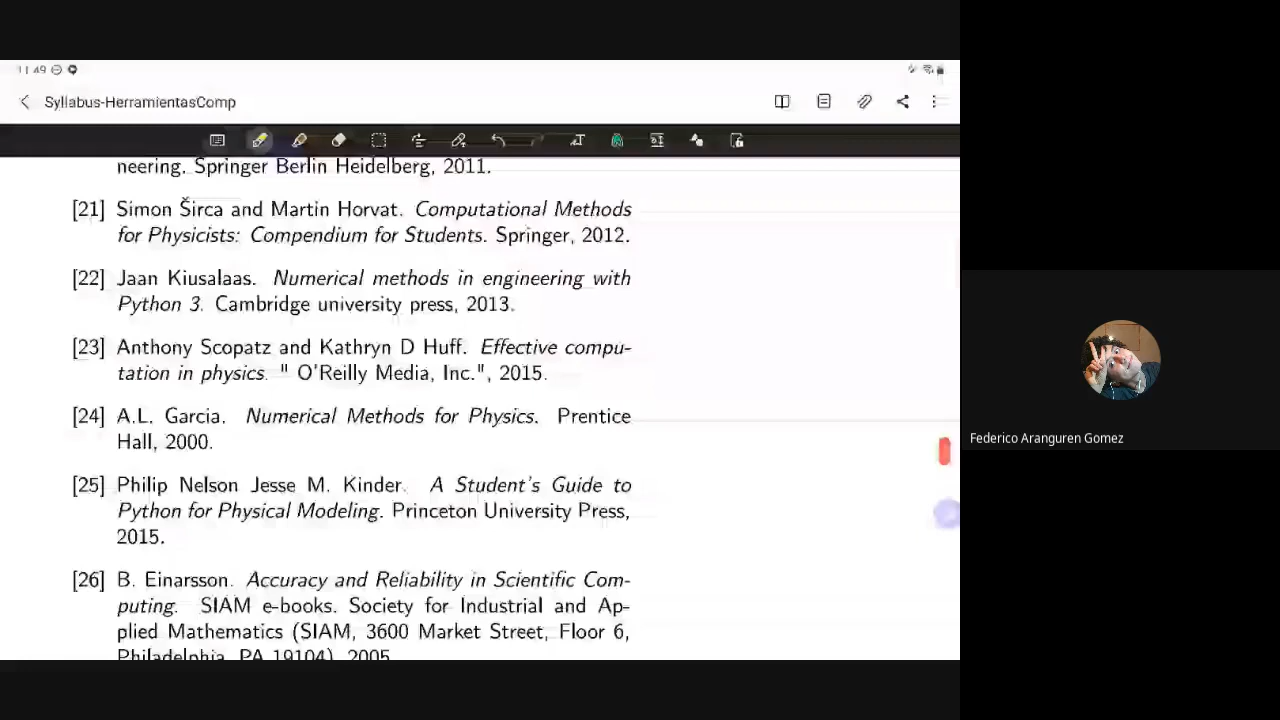 11:49
Syllabus-HerramientasComp
neering. Springer Berlin Heidelberg, 2011.
[21] Simon Širca and Martin Horvat. Computational Methods
for Physicists: Compendium for Students. Springer, 2012.
[22] Jaan Kiusalaas. Numerical methods in engineering with
Python 3. Cambridge university press, 2013.
[23] Anthony Scopatz and Kathryn D Huff. Effective compu-
tation in physics. " O'Reilly Media, Inc.", 2015.
[24] A.L. Garcia. Numerical Methods for Physics. Prentice
Hall, 2000.
[25] Philip Nelson Jesse M. Kinder. A Student's Guide to
Python for Physical Modeling. Princeton University Press,
2015.
[26] B. Einarsson. Accuracy and Reliability in Scientific Com-
puting. SIAM e-books. Society for Industrial and Ap-
plied Mathematics (SIAM, 3600 Market Street, Floor 6,
Philadelphia, PA 19104), 2005.
Federico Aranguren Gomez